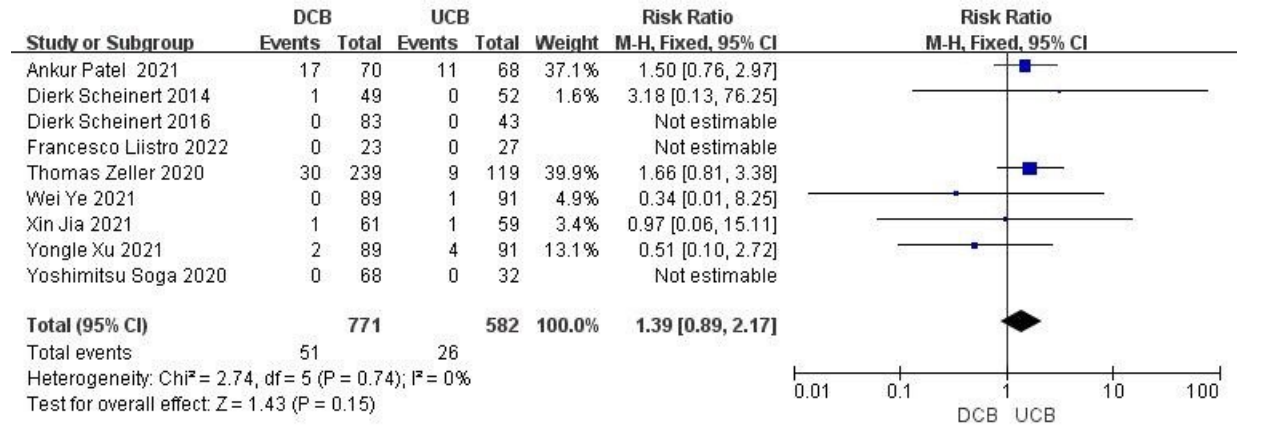 DCB UCB Risk Ratio Risk Ratio
Study or Subgroup Events Total Events Total Weight M-H, Fixed, 95% CI M-H, Fixed, 95% CI
Ankur Patel 2021 17 70 11 68 37.1% 1.50 [0.76, 2.97]
Dierk Scheinert 2014 1 49 0 52 1.6% 3.18 [0.13, 76.25]
Dierk Scheinert 2016 0 83 0 43 Not estimable
Francesco Liistro 2022 0 23 0 27 Not estimable
Thomas Zeller 2020 30 239 9 119 39.9% 1.66 [0.81, 3.38]
Wei Ye 2021 0 89 1 91 4.9% 0.34 [0.01, 8.25]
Xin Jia 2021 1 61 1 59 3.4% 0.97 [0.06, 15.11]
Yongle Xu 2021 2 89 4 91 13.1% 0.51 [0.10, 2.72]
Yoshimitsu Soga 2020 0 68 0 32 Not estimable
Total (95% CI) 771 582 100.0% 1.39 [0.89, 2.17]
Total events 51 26
Heterogeneity: Chi² = 2.74, df = 5 (P = 0.74); I² = 0%
Test for overall effect: Z = 1.43 (P = 0.15)
0.01 0.1 1 10 100
DCB UCB